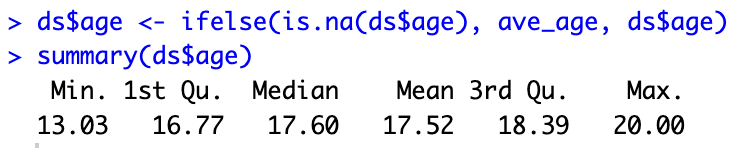 > ds$age <- ifelse(is.na(ds$age), ave_age, ds$age)
> summary(ds$age)
   Min. 1st Qu.  Median    Mean 3rd Qu.    Max.
  13.03   16.77   17.60   17.52   18.39   20.00